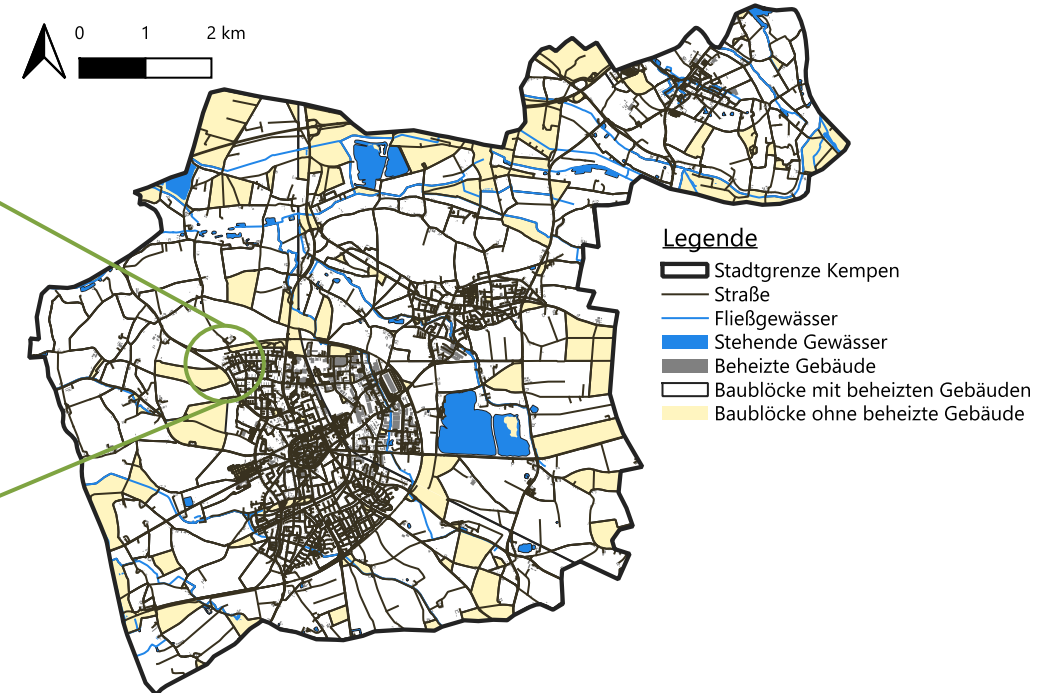 0 1 2 km
Legende
Stadtgrenze Kempen
Straße
Fließgewässer
Stehende Gewässer
Beheizte Gebäude
Baublöcke mit beheizten Gebäuden
Baublöcke ohne beheizte Gebäude